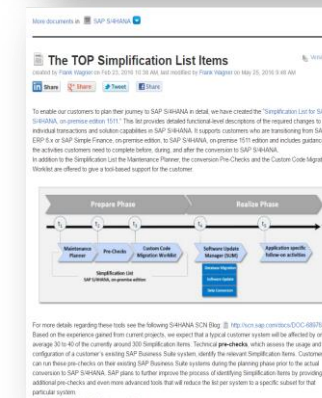 More documents in SAP S/4HANA
The TOP Simplification List Items
created by Frank Wagner on Feb 23, 2016 10:38 AM, last modified by Frank Wagner on May 25, 2016 9:46 AM
Share Share Tweet Share
To enable our customers to plan their journey to SAP S/4HANA in detail, we have created the "Simplification List for
S/4HANA, on-premise edition 1511." This list provides detailed functional-level descriptions of the required changes to
individual transactions and solution capabilities in SAP S/4HANA. It supports customers who are transitioning from
ERP 6.x or SAP Simple Finance, on-premise edition, to SAP S/4HANA, on-premise 1511 edition and includes guidance
the activities customers need to complete before, during, and after the conversion to SAP S/4HANA.
In addition to the Simplification List the Maintenance Planner, the conversion Pre-Checks and the Custom Code
Worklist are offered to give a tool-based support for the customer.
Prepare Phase Realize Phase
Maintenance Planner Pre-Checks Custom Code Migration Worklist Software Update Manager (SUM) Application specific follow-on activities
Simplification List
SAP S/4HANA, on-premise edition
Database Migration
Software Update
Data Conversion
For more details regarding these tools see the following S/4HANA SCN Blog:
Based on the experience gained from current projects, we expect that a typical customer system will be affected by
average 30 to 40 of the currently around 300 Simplification Items. Technical pre-checks, which assess the usage and
configuration of a customer's existing SAP Business Suite system, identify the relevant Simplification Items.
can run these pre-checks on their existing SAP Business Suite systems during the planning phase prior to the actual
conversion to SAP S/4HANA. SAP plans to further improve the process of identifying Simplification Items by providing
additional pre-checks and even more advanced tools that will reduce the list per system to a specific subset for that
particular system.